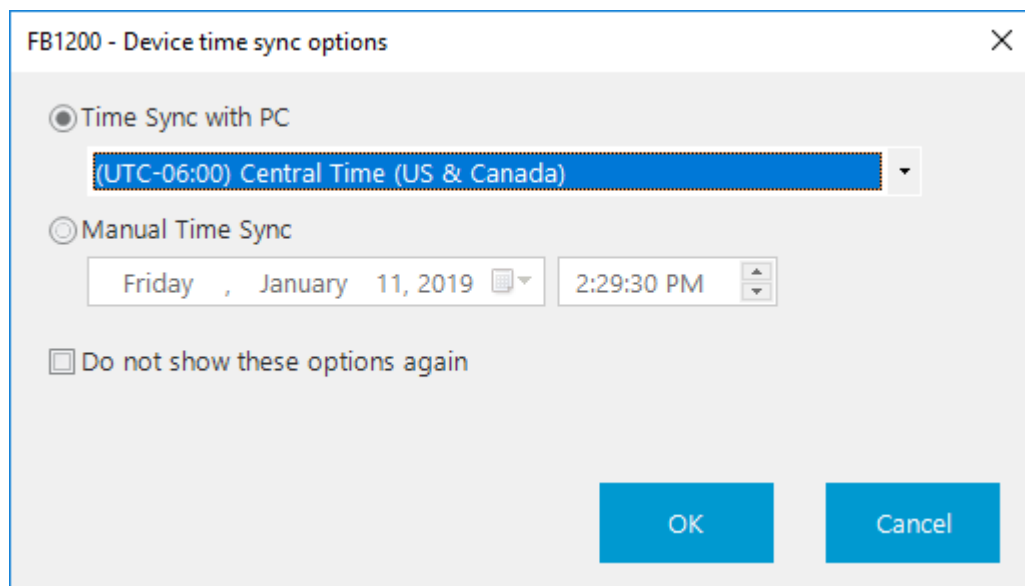 FB1200 - Device time sync options
Time Sync with PC
(UTC-06:00) Central Time (US & Canada)
Manual Time Sync
Friday , January 11, 2019 2:29:30 PM
Do not show these options again
OK Cancel